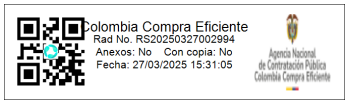 Colombia Compra Eficiente
Rad No. RS20250327002994
Anexos: No Con copia: No
Fecha: 27/03/2025 15:31:05
Agencia Nacional
de Contratación Pública
Colombia Compra Eficiente